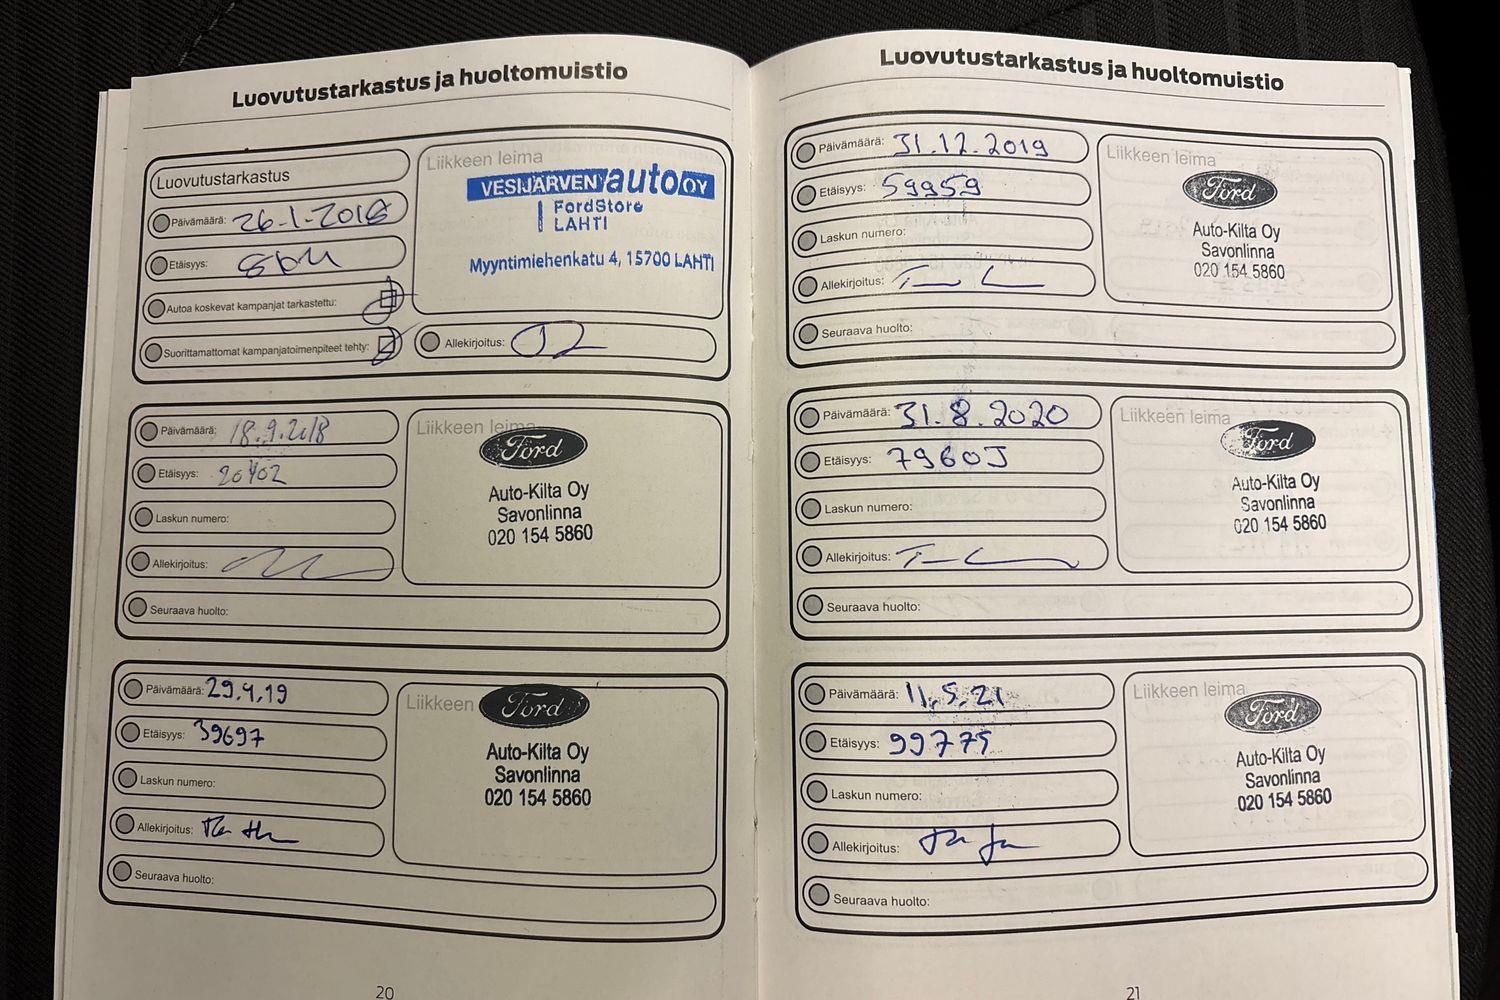 Luovutustarkastus ja huoltomuistio
Luovutustarkastus
Päivämäärä: 26.1.2018
Etäisyys:
Autoa koskevat kampanjat tarkastettu:
Suorittamattomat kampanjatoimenpiteet tehty:
Liikkeen leima
VESIJÄRVEN auto OY
FordStore
LAHTI
Myyntimiehenkatu 4, 15700 LAHTI
Allekirjoitus:
Päivämäärä: 18.9.2018
Etäisyys: 20402
Laskun numero:
Allekirjoitus:
Seuraava huolto:
Liikkeen leima
Ford
Auto-Kilta Oy
Savonlinna
020 154 5860
Päivämäärä: 29.4.19
Etäisyys: 39697
Laskun numero:
Allekirjoitus:
Seuraava huolto:
Liikkeen
Ford
Auto-Kilta Oy
Savonlinna
020 154 5860
20
Luovutustarkastus ja huoltomuistio
Päivämäärä: 31.12.2019
Etäisyys: 59959
Laskun numero:
Allekirjoitus:
Seuraava huolto:
Liikkeen leima
Ford
Auto-Kilta Oy
Savonlinna
020 154 5860
Päivämäärä: 31.8.2020
Etäisyys: 79605
Laskun numero:
Allekirjoitus:
Seuraava huolto:
Liikkeen leima
Ford
Auto-Kilta Oy
Savonlinna
020 154 5860
Päivämäärä: 11.5.21
Etäisyys: 99775
Laskun numero:
Allekirjoitus:
Seuraava huolto:
Liikkeen leima
Ford
Auto-Kilta Oy
Savonlinna
020 154 5860
21